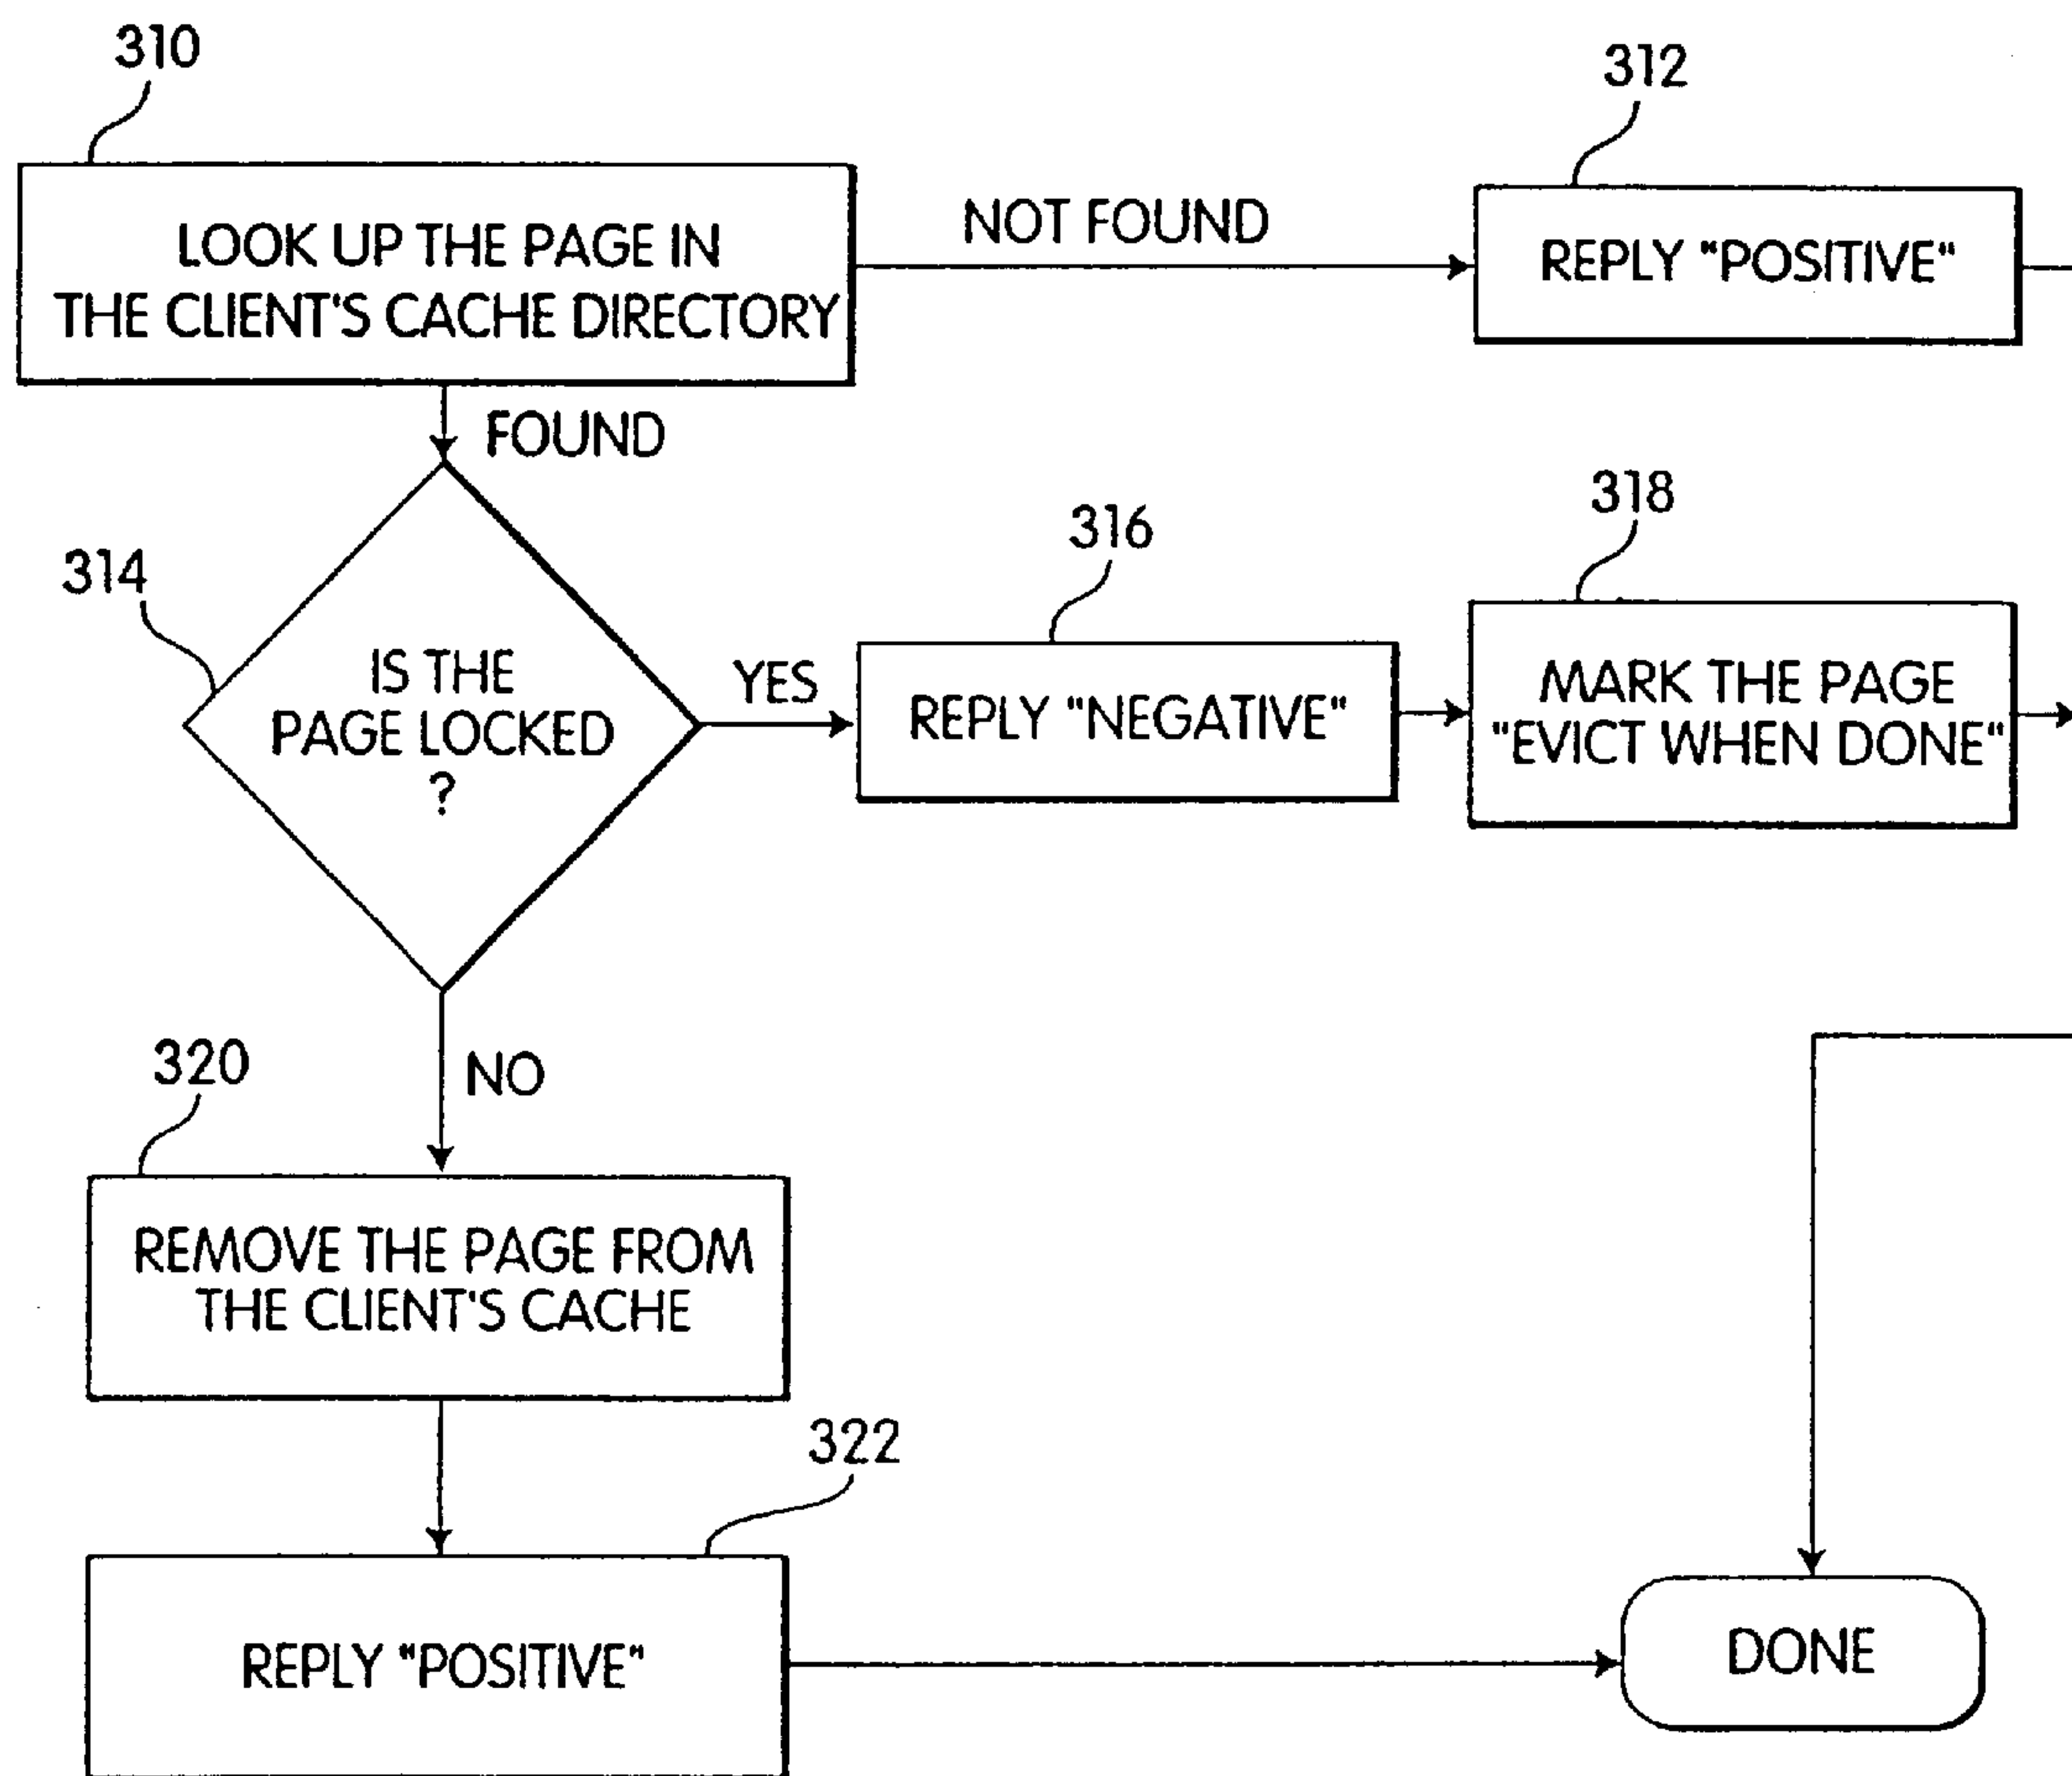 310
312
LOOK UP THE PAGE IN
THE CLIENT'S CACHE DIRECTORY
NOT FOUND
REPLY "POSITIVE"
FOUND
314
IS THE
PAGE LOCKED
?
YES
316
REPLY "NEGATIVE"
318
MARK THE PAGE
"EVICT WHEN DONE"
NO
320
REMOVE THE PAGE FROM
THE CLIENT'S CACHE
322
REPLY "POSITIVE"
DONE